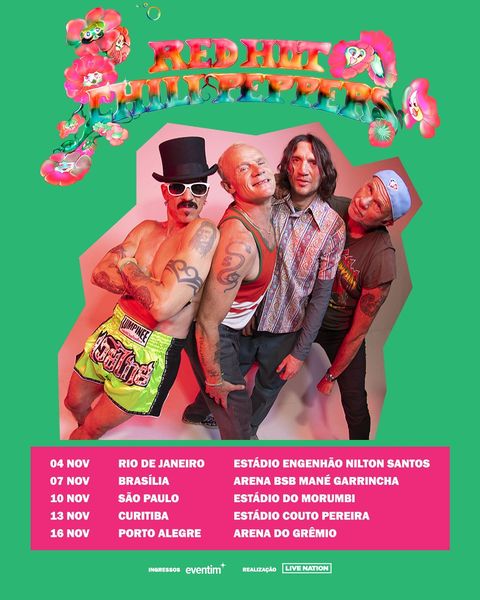 RED HOT
CHILI PEPPERS
LUMPINEE
04 NOV RIO DE JANEIRO ESTÁDIO ENGENHÃO NILTON SANTOS
07 NOV BRASÍLIA ARENA BSB MANÉ GARRINCHA
10 NOV SÃO PAULO ESTÁDIO DO MORUMBI
13 NOV CURITIBA ESTÁDIO COUTO PEREIRA
16 NOV PORTO ALEGRE ARENA DO GRÊMIO
INGRESSOS eventim REALIZAÇÃO LIVE NATION